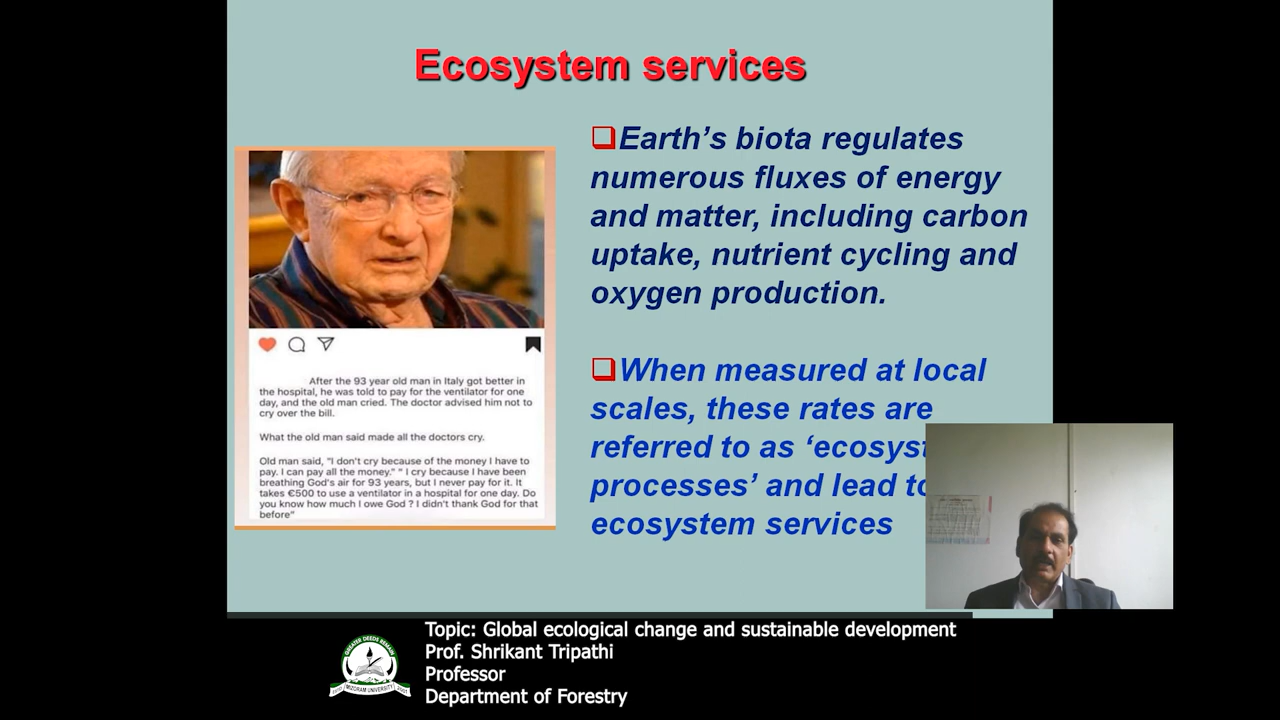 Ecosystem services
Earth's biota regulates
numerous fluxes of energy
and matter, including carbon
uptake, nutrient cycling and
oxygen production.
When measured at local
scales, these rates are
referred to as ‘ecosyst
processes’ and lead to
ecosystem services
After the 93 year old man in Italy got better in
the hospital, he was told to pay for the ventilator for one
day, and the old man cried. The doctor advised him not to
cry over the bill.
What the old man said made all the doctors cry.
Old man said, "I don't cry because of the money I have to
pay. I can pay all the money." " I cry because I have been
breathing God's air for 93 years, but I never pay for it. It
takes €500 to use a ventilator in a hospital for one day. Do
you know how much I owe God ? I didn't thank God for that
before"
Topic: Global ecological change and sustainable development
Prof. Shrikant Tripathi
Professor
Department of Forestry
GREATER DEEDS REMAIN
MIZORAM UNIVERSITY